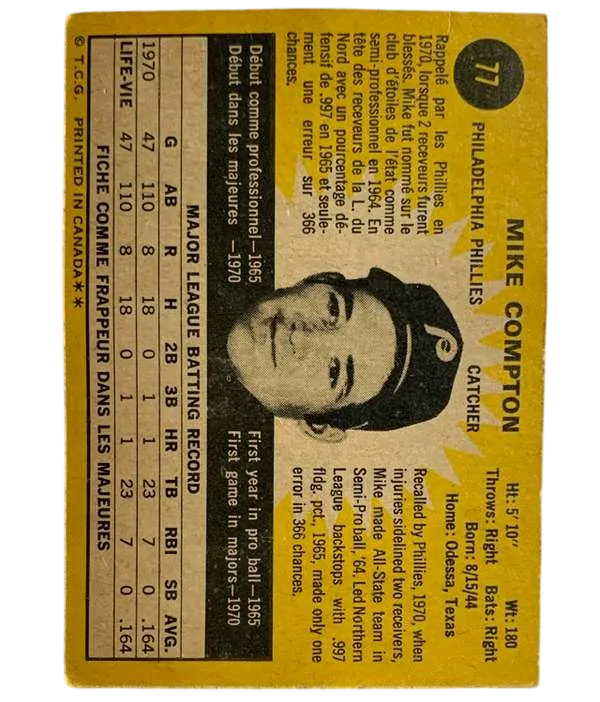 77
MIKE COMPTON
PHILADELPHIA PHILLIES CATCHER
Ht: 5'10" Wt: 180
Throws: Right Bats: Right
Born: 8/15/44
Home: Odessa, Texas
Rappelé par les Phillies en
1970, lorsque 2 receveurs furent
blessés. Mike fut nommé sur le
club d'étoiles de l'état comme
semi-professionnel en 1964. En
tête des receveurs de la L. du
Nord avec un pourcentage dé-
fensif de .997 en 1965 et seule-
ment une erreur sur 366
chances.
P
Recalled by Phillies, 1970, when
injuries sidelined two receivers,
Mike made All-State team in
Semi-Pro ball, '64. Led Northern
League backstops with .997
fldg. pct., 1965, made only one
error in 366 chances.
Début comme professionnel—1965
Début dans les majeures —1970
First year in pro ball—1965
First game in majors—1970
MAJOR LEAGUE BATTING RECORD
G AB R H 2B 3B HR TB RBI SB AVG.
1970 47 110 8 18 0 1 1 23 7 0 .164
LIFE-VIE 47 110 8 18 0 1 1 23 7 0 .164
FICHE COMME FRAPPEUR DANS LES MAJEURES
© T.C.G. PRINTED IN CANADA**